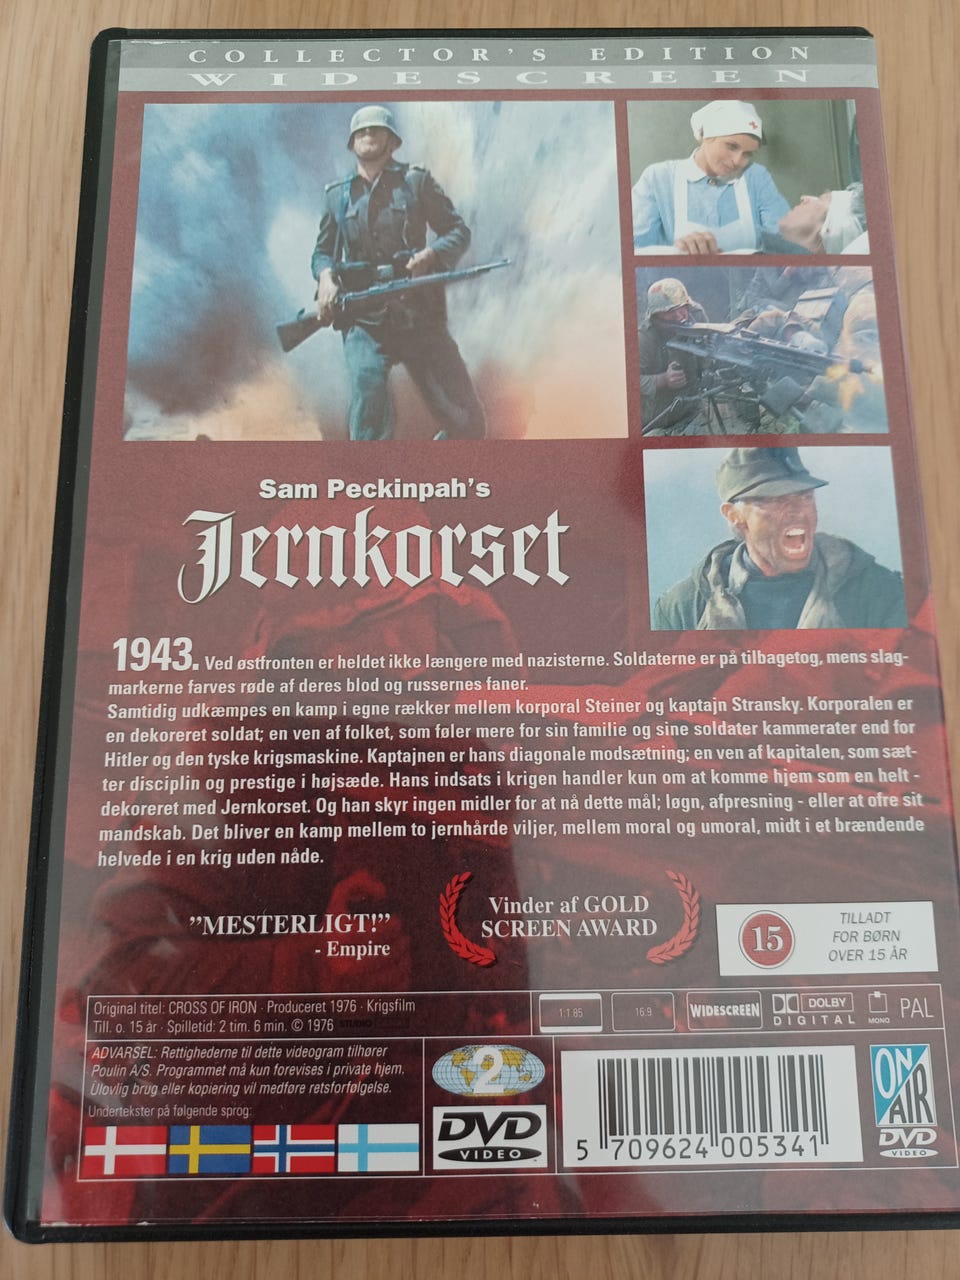 COLLECTOR'S EDITION
WIDESCREEN
Sam Peckinpah's
Jernkorset
1943. Ved østfronten er heldet ikke længere med nazisterne. Soldaterne er på tilbagetog, mens slag-
markerne farves røde af deres blod og russernes faner.
Samtidig udkæmpes en kamp i egne rækker mellem korporal Steiner og kaptajn Stransky. Korporalen er
en dekoreret soldat; en ven af folket, som føler mere for sin familie og sine soldater kammerater end for
Hitler og den tyske krigsmaskine. Kaptajnen er hans diagonale modsætning; en ven af kapitalen, som sæt-
ter disciplin og prestige i højsæde. Hans indsats i krigen handler kun om at komme hjem som en helt -
dekoreret med Jernkorset. Og han skyr ingen midler for at nå dette mål; løgn, afpresning - eller at ofre sit
mandskab. Det bliver en kamp mellem to jernhårde viljer, mellem moral og umoral, midt i et brændende
helvede i en krig uden nåde.
"MESTERLIGT!"
- Empire
Vinder af GOLD
SCREEN AWARD
15
TILLADT
FOR BØRN
OVER 15 ÅR
Original titel: CROSS OF IRON · Produceret 1976 · Krigsfilm
Till. o. 15 år · Spilletid: 2 tim. 6 min. © 1976
1:1.85
16:9
WIDESCREEN
DOLBY
DIGITAL
MONO
PAL
ADVARSEL: Rettighederne til dette videogram tilhører
Poulin A/S. Programmet må kun forevises i private hjem.
Ulovlig brug eller kopiering vil medføre retsforfølgelse.
Undertekster på følgende sprog:
2
DVD
VIDEO
5 709624 005341
ON
AIR
DVD
VIDEO